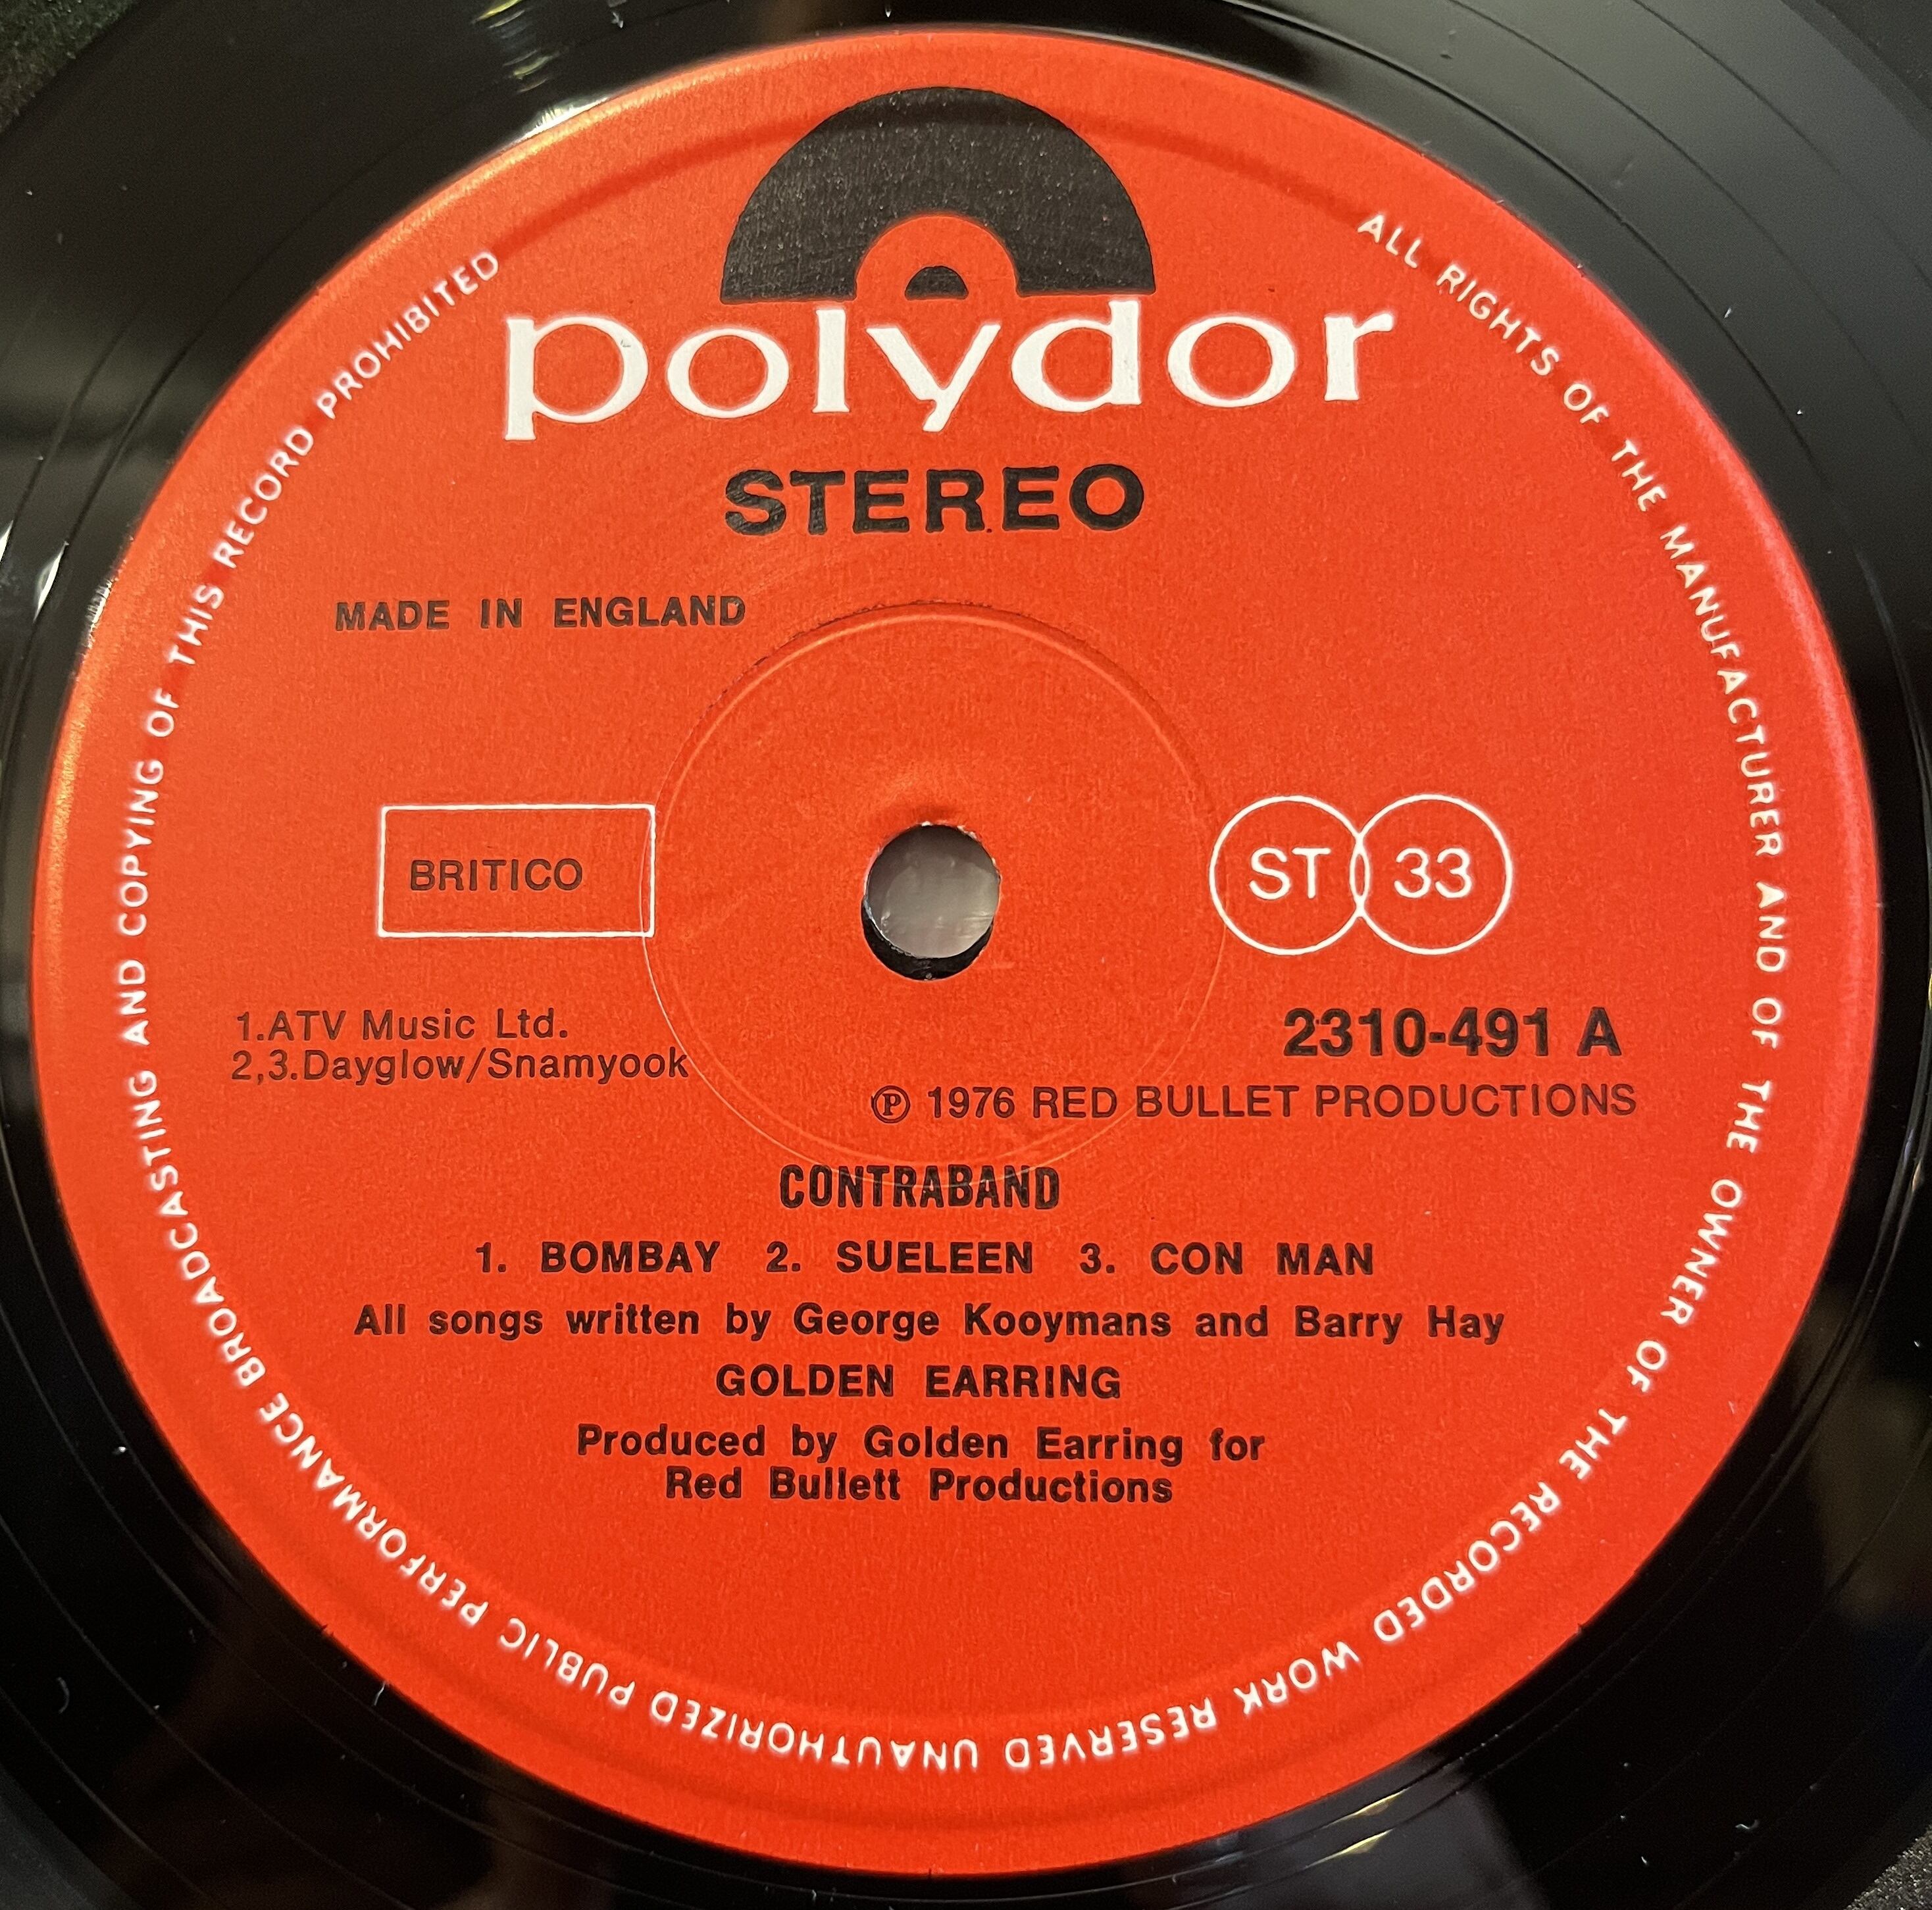 polydor
STEREO
MADE IN ENGLAND
BRITICO
ST 33
1.ATV Music Ltd.
2,3.Dayglow/Snamyook
2310-491 A
Ⓟ 1976 RED BULLET PRODUCTIONS
CONTRABAND
1. BOMBAY 2. SUELEEN 3. CON MAN
All songs written by George Kooymans and Barry Hay
GOLDEN EARRING
Produced by Golden Earring for
Red Bullett Productions
ALL RIGHTS OF THE MANUFACTURER AND OF THE OWNER OF THE RECORDED WORK RESERVED UNAUTHORIZED PUBLIC PERFORMANCE BROADCASTING AND COPYING OF THIS RECORD PROHIBITED